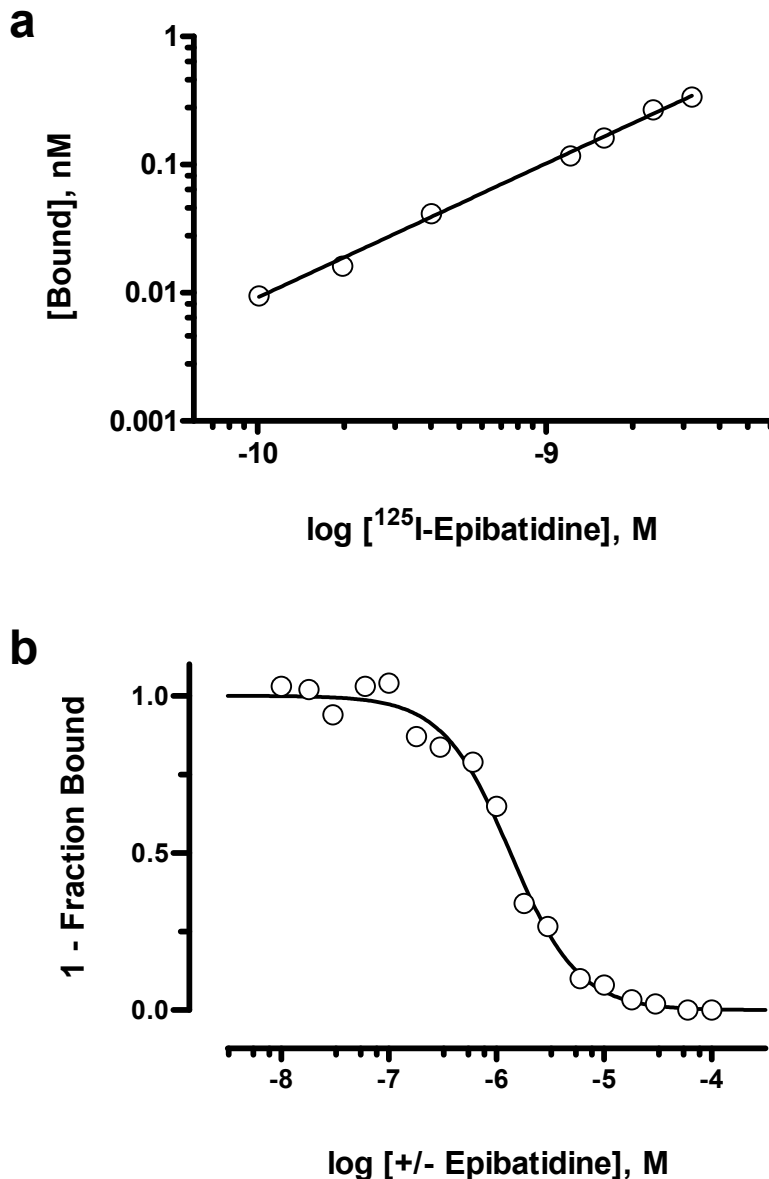 a
[Bound], nM
1
0.1
0.01
0.001
-10 -9
log [¹²⁵I-Epibatidine], M
b
1 - Fraction Bound
1.0
0.5
0.0
-8 -7 -6 -5 -4
log [+/- Epibatidine], M